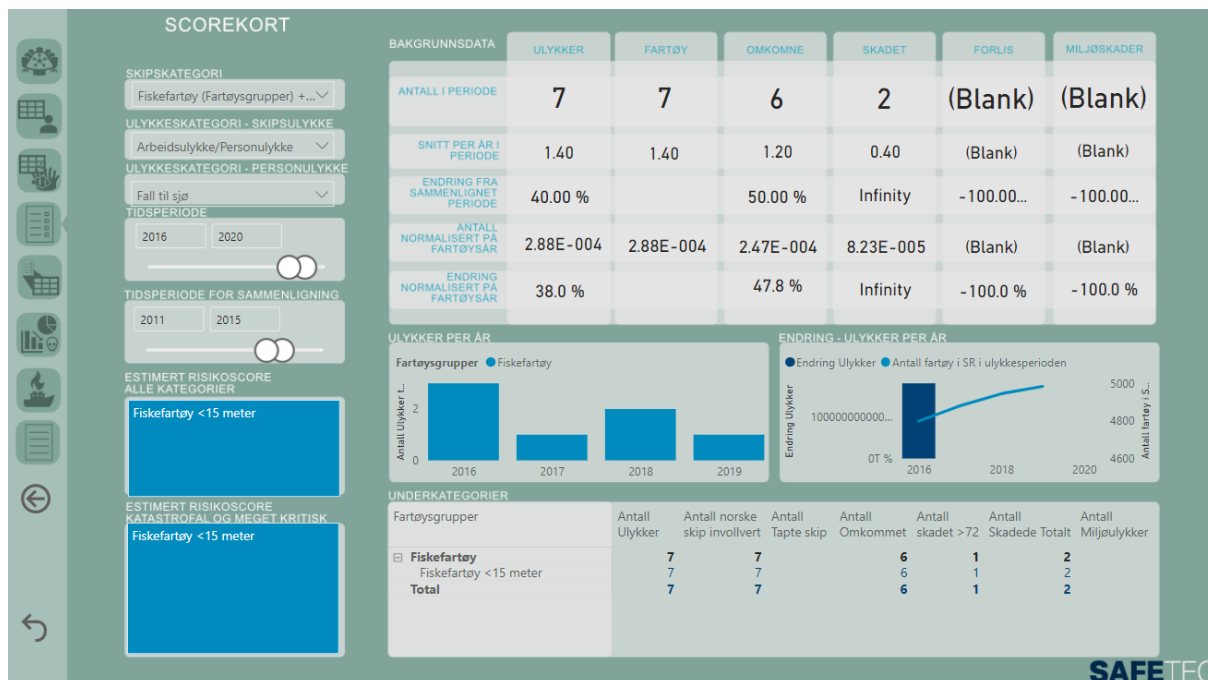 SCOREKORT
SKIPSKATEGORI
Fiskefartøy (Fartøysgrupper) +...
ULYKKESKATEGORI - SKIPSULYKKE
Arbeidsulykke/Personulykke
ULYKKESKATEGORI - PERSONULYKKE
Fall til sjø
TIDSPERIODE
2016 2020
TIDSPERIODE FOR SAMMENLIGNING
2011 2015
ESTIMERT RISIKOSCORE
ALLE KATEGORIER
Fiskefartøy <15 meter
ESTIMERT RISIKOSCORE
KATASTROFAL OG MEGET KRITISK
Fiskefartøy <15 meter
BAKGRUNNSDATA ULYKKER FARTØY OMKOMNE SKADET FORLIS MILJØSKADER
ANTALL I PERIODE 7 7 6 2 (Blank) (Blank)
SNITT PER ÅR I
PERIODE 1.40 1.40 1.20 0.40 (Blank) (Blank)
ENDRING FRA
SAMMENLIGNET
PERIODE 40.00 % 50.00 % Infinity -100.00... -100.00...
ANTALL
NORMALISERT PÅ
FARTØYSÅR 2.88E-004 2.88E-004 2.47E-004 8.23E-005 (Blank) (Blank)
ENDRING
NORMALISERT PÅ
FARTØYSÅR 38.0 % 47.8 % Infinity -100.0 % -100.0 %
ULYKKER PER ÅR
Fartøysgrupper Fiskefartøy
Antall Ulykker t...
2
0
2016 2017 2018 2019
ENDRING - ULYKKER PER ÅR
Endring Ulykker Antall fartøy i SR i ulykkesperioden
Endring Ulykker
100000000000...
0T %
5000
4800
4600
Antall fartøy i S...
2016 2018 2020
UNDERKATEGORIER
Fartøysgrupper Antall Ulykker Antall norske skip involvert Antall Tapte skip Antall Omkommet Antall skadet >72 Antall Skadede Totalt Antall Miljøulykker
Fiskefartøy 7 7 6 1 2
Fiskefartøy <15 meter 7 7 6 1 2
Total 7 7 6 1 2
SAFETEC